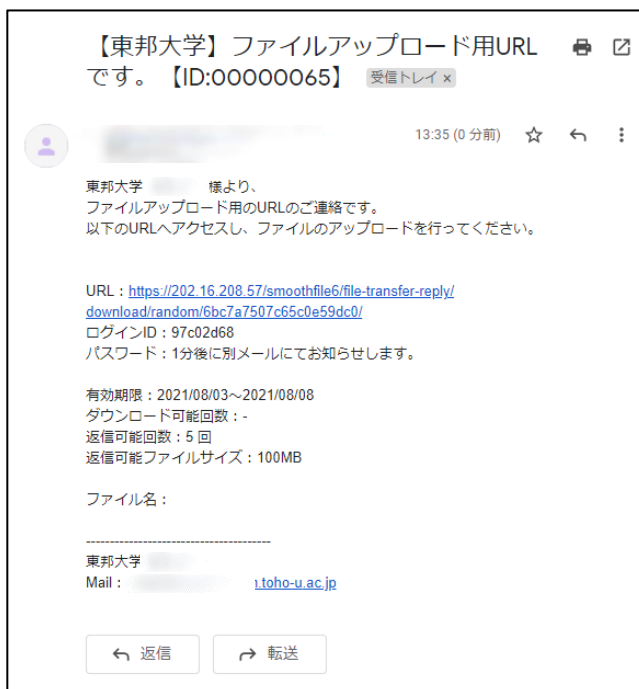 【東邦大学】ファイルアップロード用URL
です。【ID:00000065】 受信トレイ ×
13:35 (0 分前)
東邦大学 様より、
ファイルアップロード用のURLのご連絡です。
以下のURLへアクセスし、ファイルのアップロードを行ってください。
URL：https://202.16.208.57/smoothfile6/file-transfer-reply/
download/random/6bc7a7507c65c0e59dc0/
ログインID：97c02d68
パスワード：1分後に別メールにてお知らせします。
有効期限：2021/08/03～2021/08/08
ダウンロード可能回数：-
返信可能回数：5 回
返信可能ファイルサイズ：100MB
ファイル名：
---------------------------------------
東邦大学
Mail： .toho-u.ac.jp
返信 転送